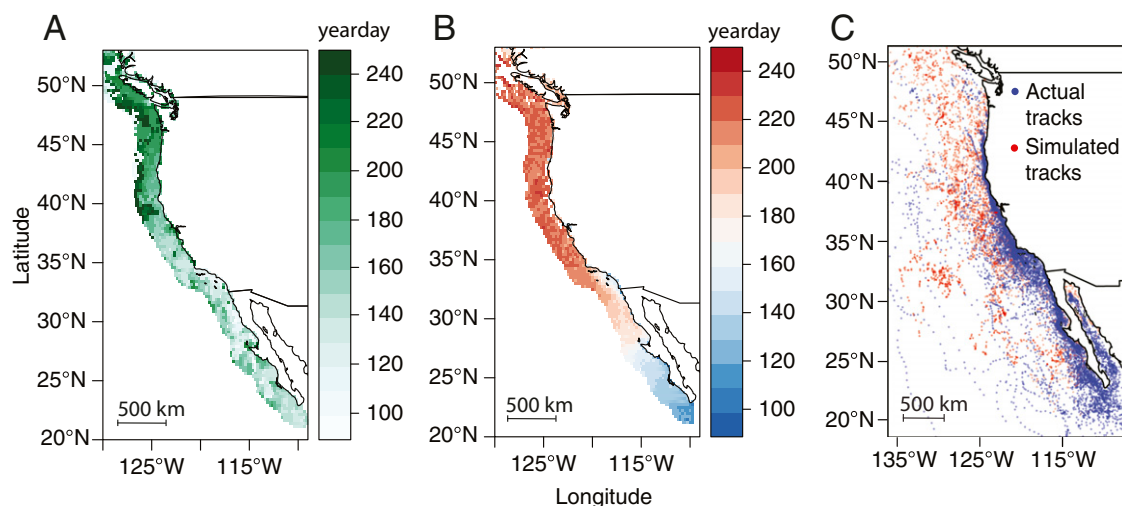 A
yearday
50°N
45°N
40°N
35°N
30°N
25°N
20°N
Latitude
500 km
125°W
115°W
240
220
200
180
160
140
120
100
B
yearday
50°N
45°N
40°N
35°N
30°N
25°N
20°N
500 km
125°W
115°W
Longitude
240
220
200
180
160
140
120
100
C
Actual
tracks
Simulated
tracks
50°N
45°N
40°N
35°N
30°N
25°N
20°N
500 km
135°W
125°W
115°W